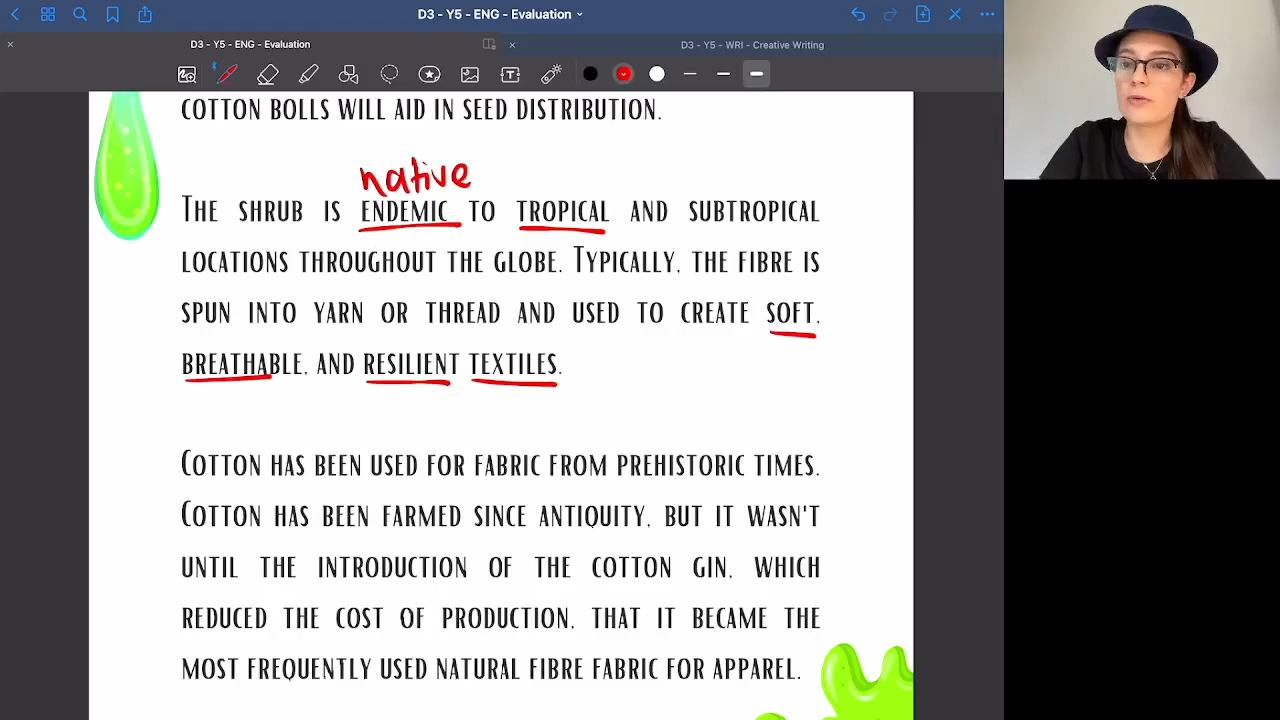 D3 - Y5 - ENG - Evaluation
D3 - Y5 - ENG - Evaluation
D3 - Y5 - WRI - Creative Writing
COTTON BOLLS WILL AID IN SEED DISTRIBUTION.
native
THE SHRUB IS ENDEMIC TO TROPICAL AND SUBTROPICAL
LOCATIONS THROUGHOUT THE GLOBE. TYPICALLY, THE FIBRE IS
SPUN INTO YARN OR THREAD AND USED TO CREATE SOFT,
BREATHABLE, AND RESILIENT TEXTILES.
COTTON HAS BEEN USED FOR FABRIC FROM PREHISTORIC TIMES.
COTTON HAS BEEN FARMED SINCE ANTIQUITY, BUT IT WASN'T
UNTIL THE INTRODUCTION OF THE COTTON GIN, WHICH
REDUCED THE COST OF PRODUCTION, THAT IT BECAME THE
MOST FREQUENTLY USED NATURAL FIBRE FABRIC FOR APPAREL.